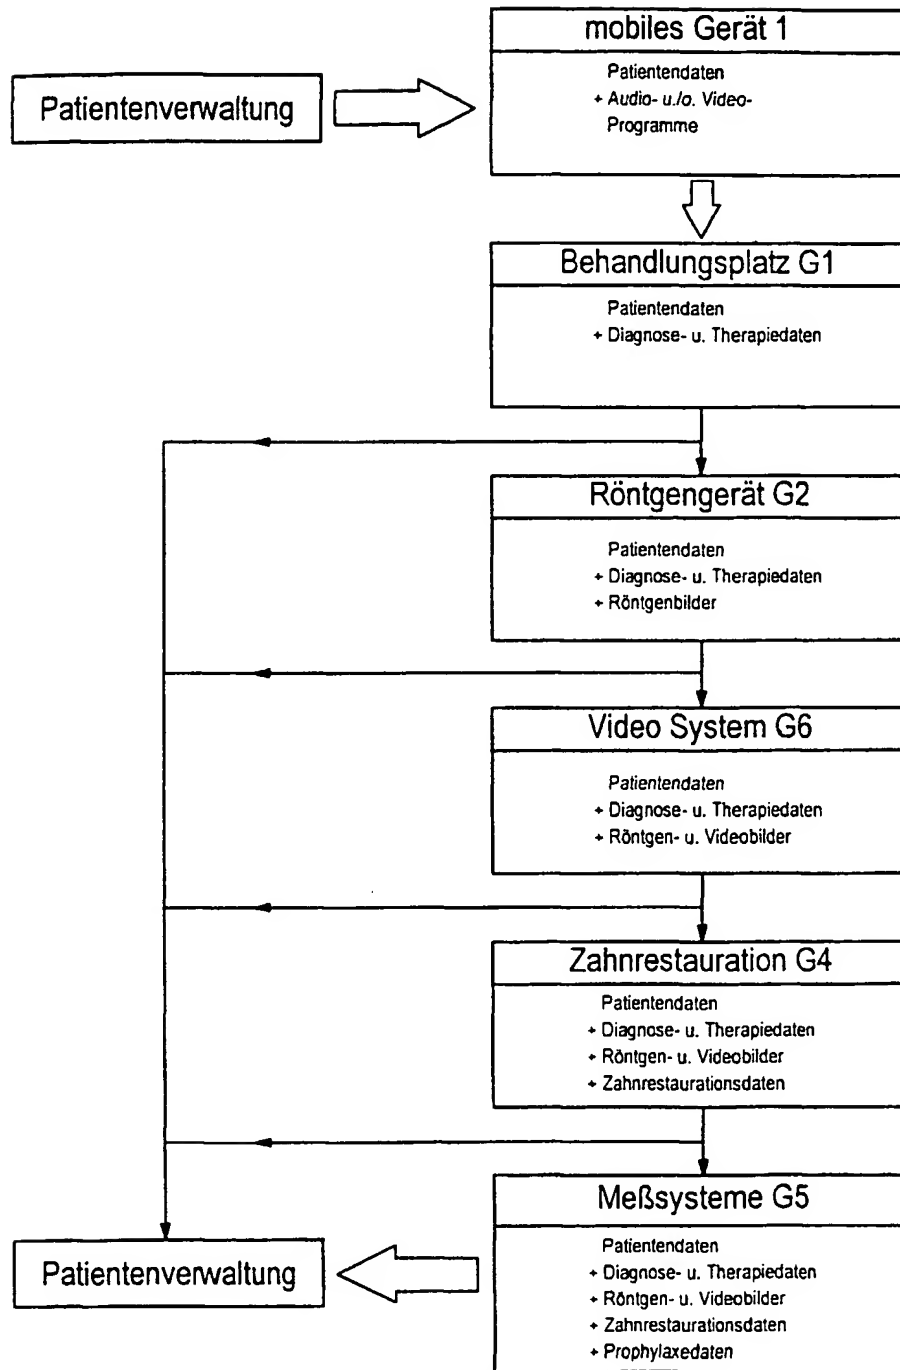 mobiles Gerät 1
Patientenverwaltung
Patientendaten
+ Audio- u./o. Video-
Programme
Behandlungsplatz G1
Patientendaten
+ Diagnose- u. Therapiedaten
Röntgengerät G2
Patientendaten
+ Diagnose- u. Therapiedaten
+ Röntgenbilder
Video System G6
Patientendaten
+ Diagnose- u. Therapiedaten
+ Röntgen- u. Videobilder
Zahnrestauration G4
Patientendaten
+ Diagnose- u. Therapiedaten
+ Röntgen- u. Videobilder
+ Zahnrestaurationsdaten
Meßsysteme G5
Patientenverwaltung
Patientendaten
+ Diagnose- u. Therapiedaten
+ Röntgen- u. Videobilder
+ Zahnrestaurationsdaten
+ Prophylaxedaten